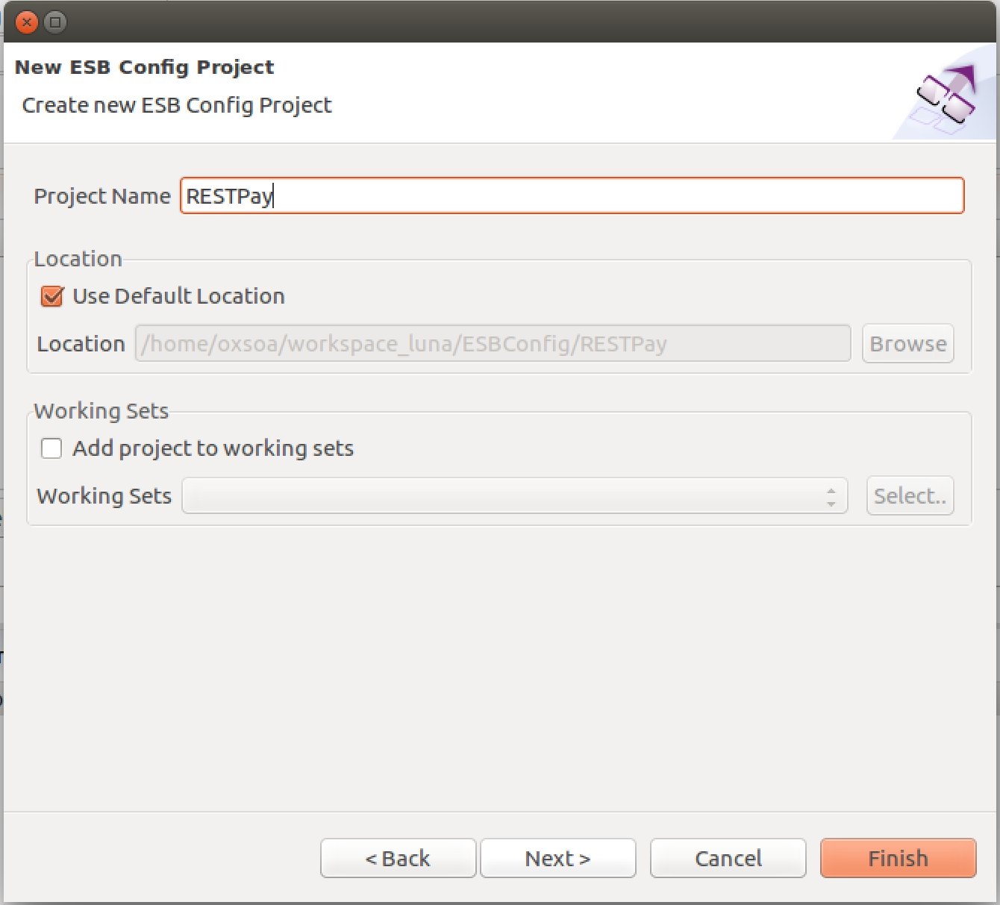 New ESB Config Project
Create new ESB Config Project
Project Name RESTPay
Location
Use Default Location
Location /home/oxsoa/workspace_luna/ESBConfig/RESTPay Browse
Working Sets
Add project to working sets
Working Sets Select..
< Back Next > Cancel Finish